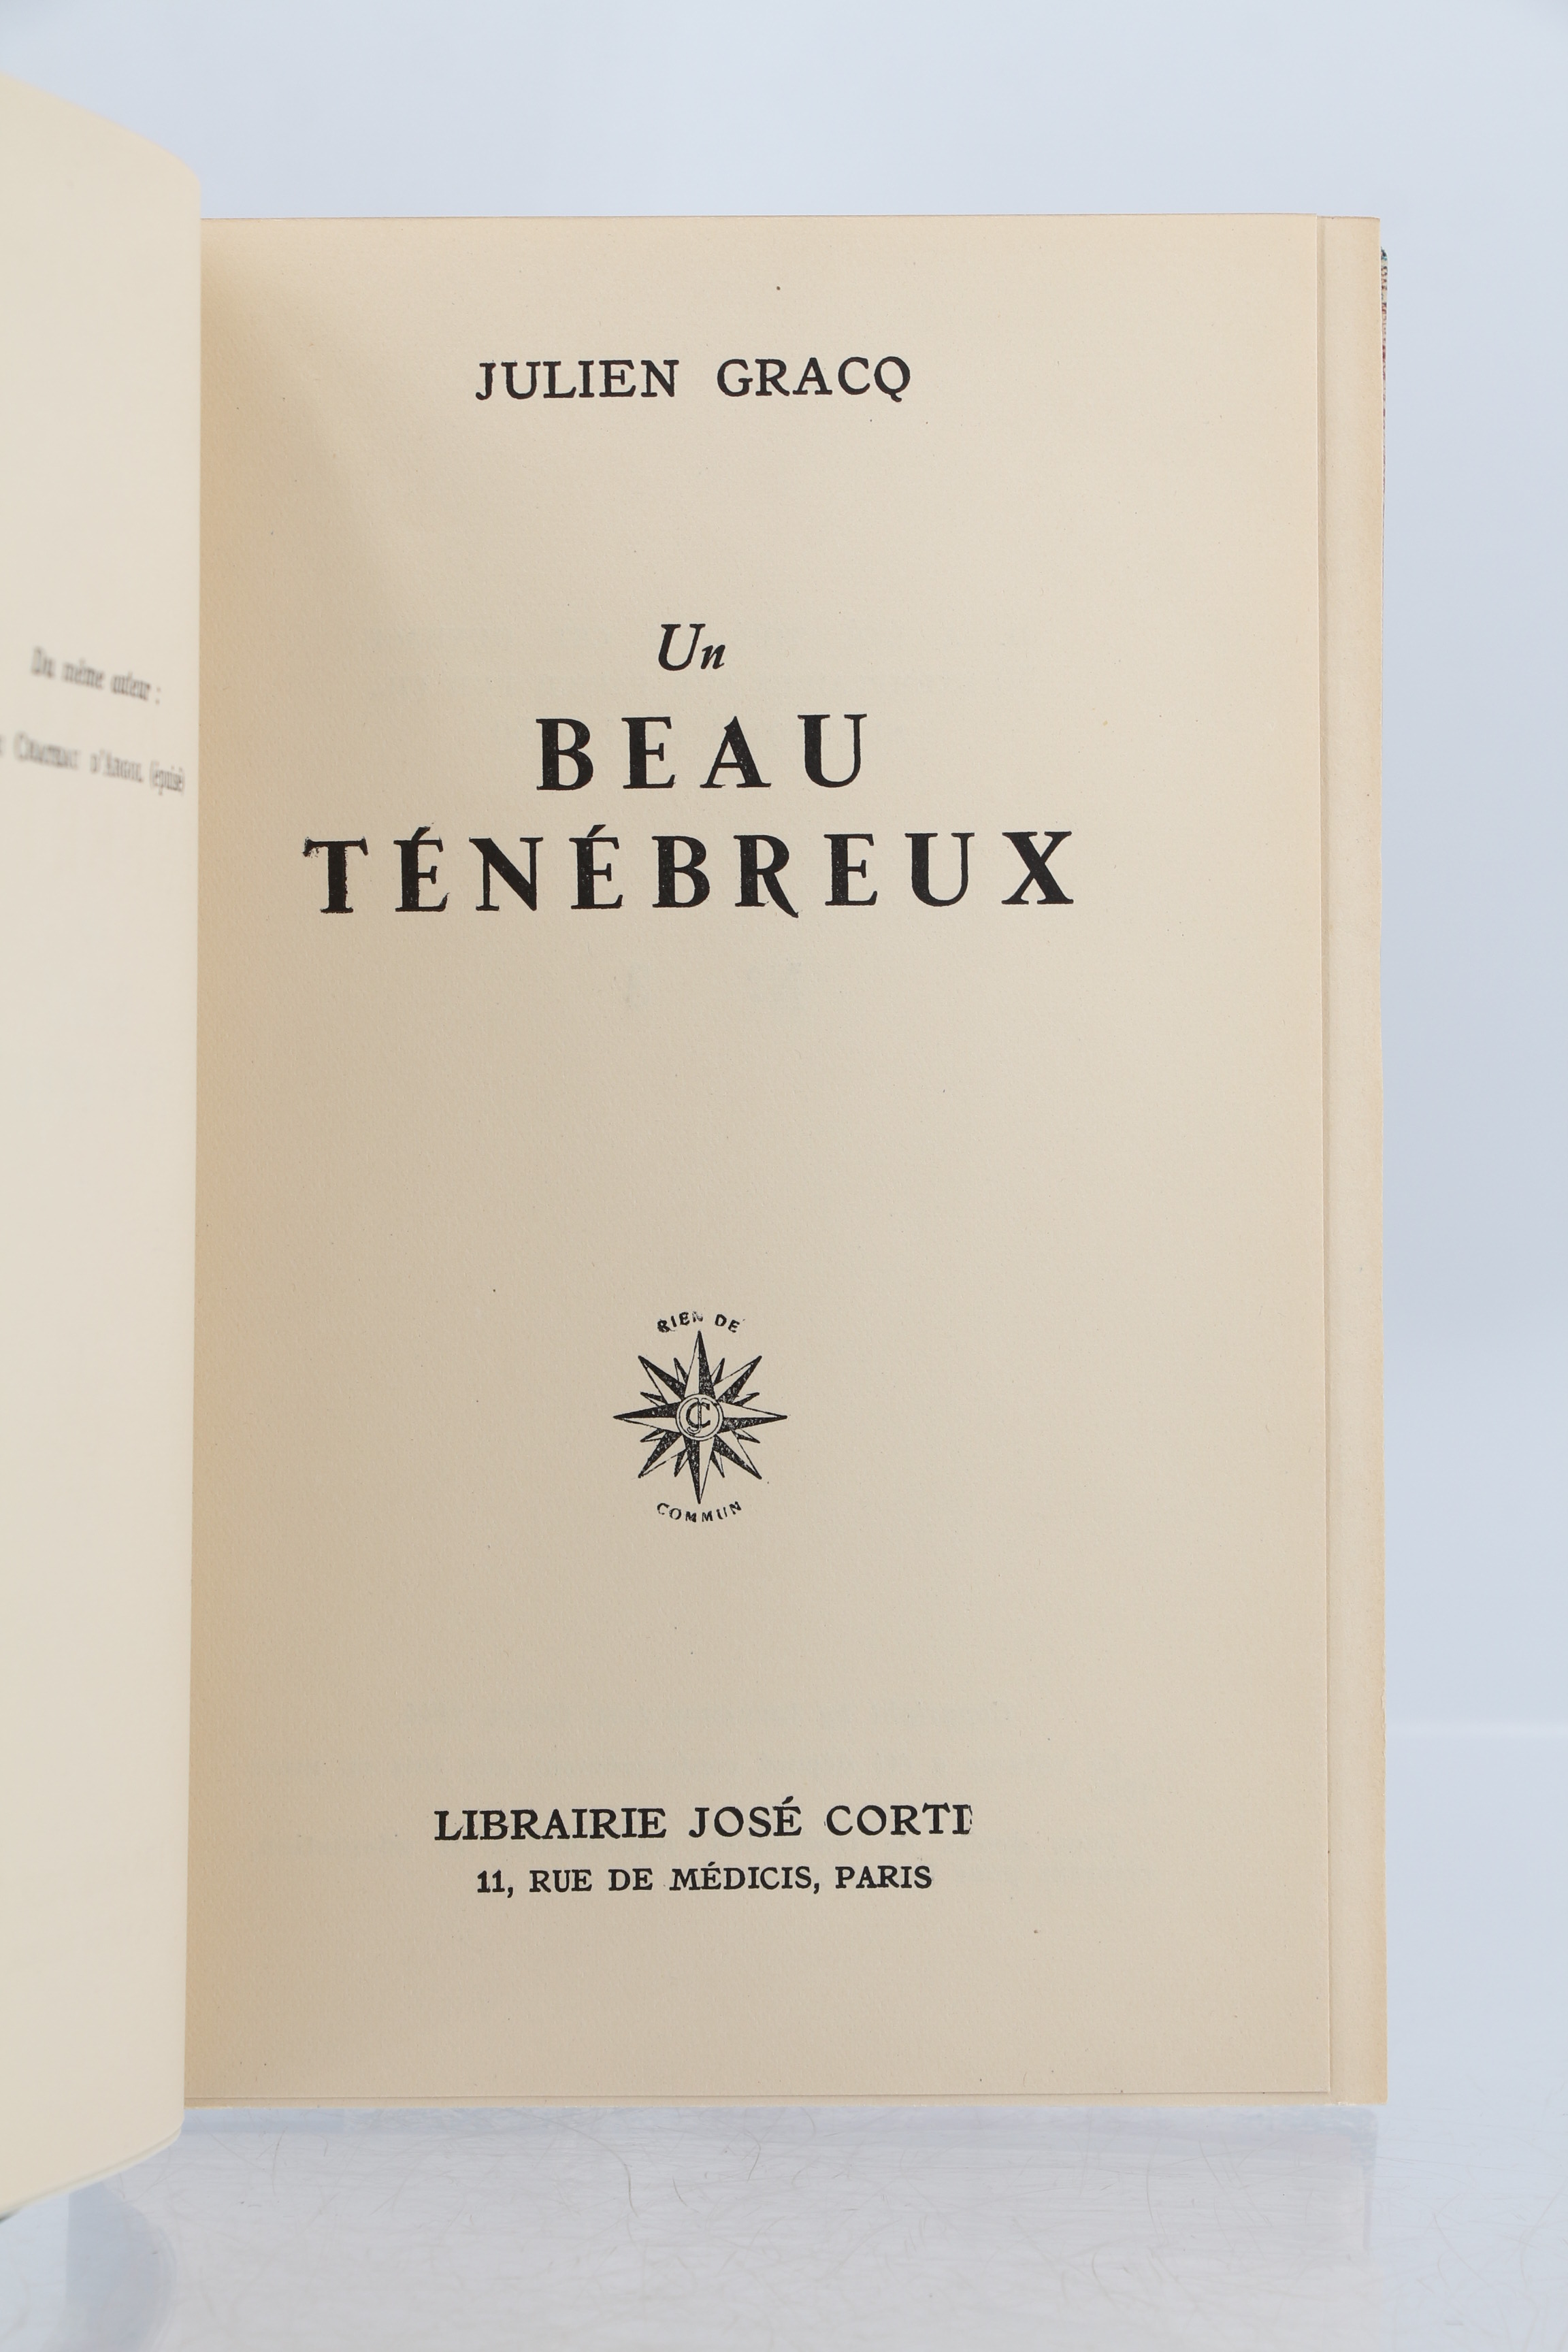 Du même auteur :
Chateau d'Argol (épuisé)
JULIEN GRACQ
Un
BEAU
TÉNÉBREUX
RIEN DE
JC
COMMUN
LIBRAIRIE JOSÉ CORTI
11, RUE DE MÉDICIS, PARIS